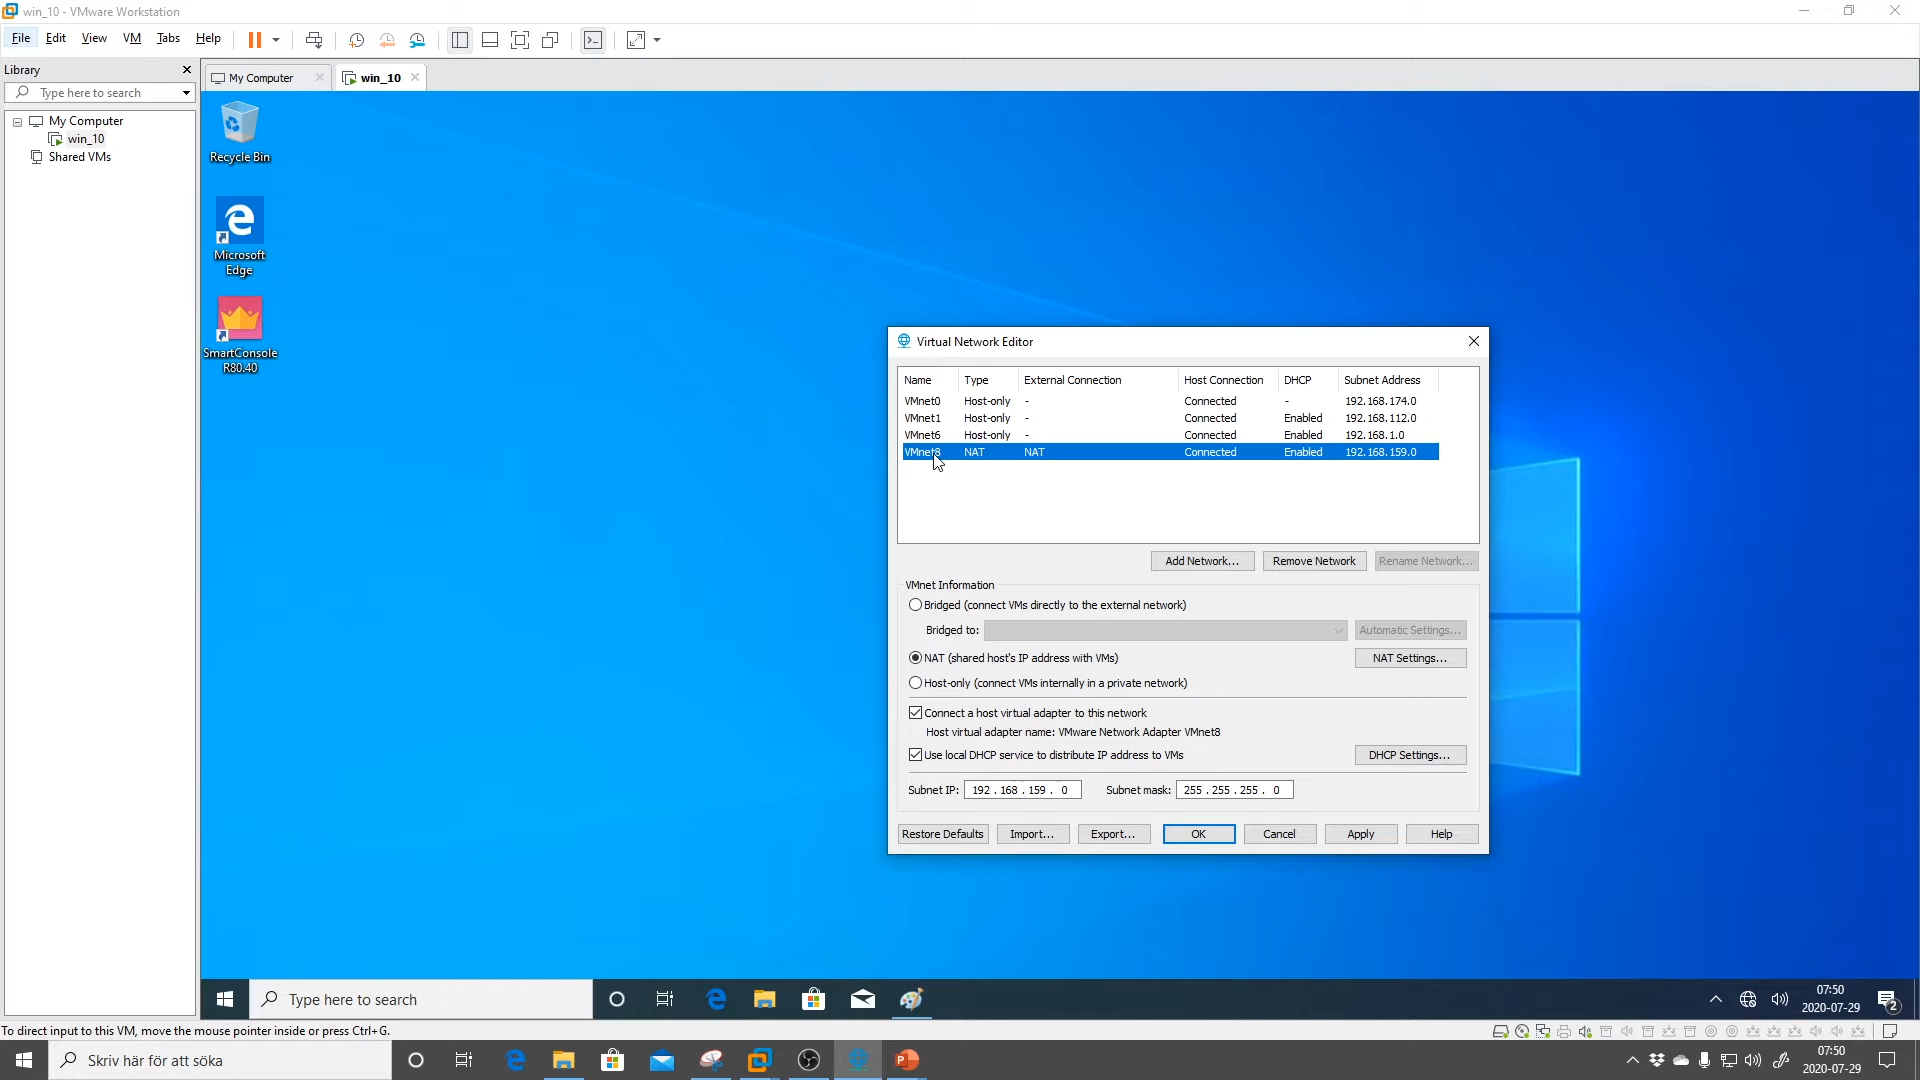 win_10 - VMware Workstation
File Edit View VM Tabs Help
Library
My Computer
win_10
Type here to search
My Computer
win_10
Shared VMs
Recycle Bin
Microsoft
Edge
SmartConsole
R80.40
Virtual Network Editor
Name Type External Connection Host Connection DHCP Subnet Address
VMnet0 Host-only - Connected - 192.168.174.0
VMnet1 Host-only - Connected Enabled 192.168.112.0
VMnet6 Host-only - Connected Enabled 192.168.1.0
VMnet8 NAT NAT Connected Enabled 192.168.159.0
Add Network... Remove Network Rename Network...
VMnet Information
Bridged (connect VMs directly to the external network)
Bridged to: Automatic Settings...
NAT (shared host's IP address with VMs) NAT Settings...
Host-only (connect VMs internally in a private network)
Connect a host virtual adapter to this network
Host virtual adapter name: VMware Network Adapter VMnet8
Use local DHCP service to distribute IP address to VMs DHCP Settings...
Subnet IP: 192 . 168 . 159 . 0 Subnet mask: 255 . 255 . 255 . 0
Restore Defaults Import... Export... OK Cancel Apply Help
Type here to search
07:50
2020-07-29
2
To direct input to this VM, move the mouse pointer inside or press Ctrl+G.
Skriv här för att söka
07:50
2020-07-29